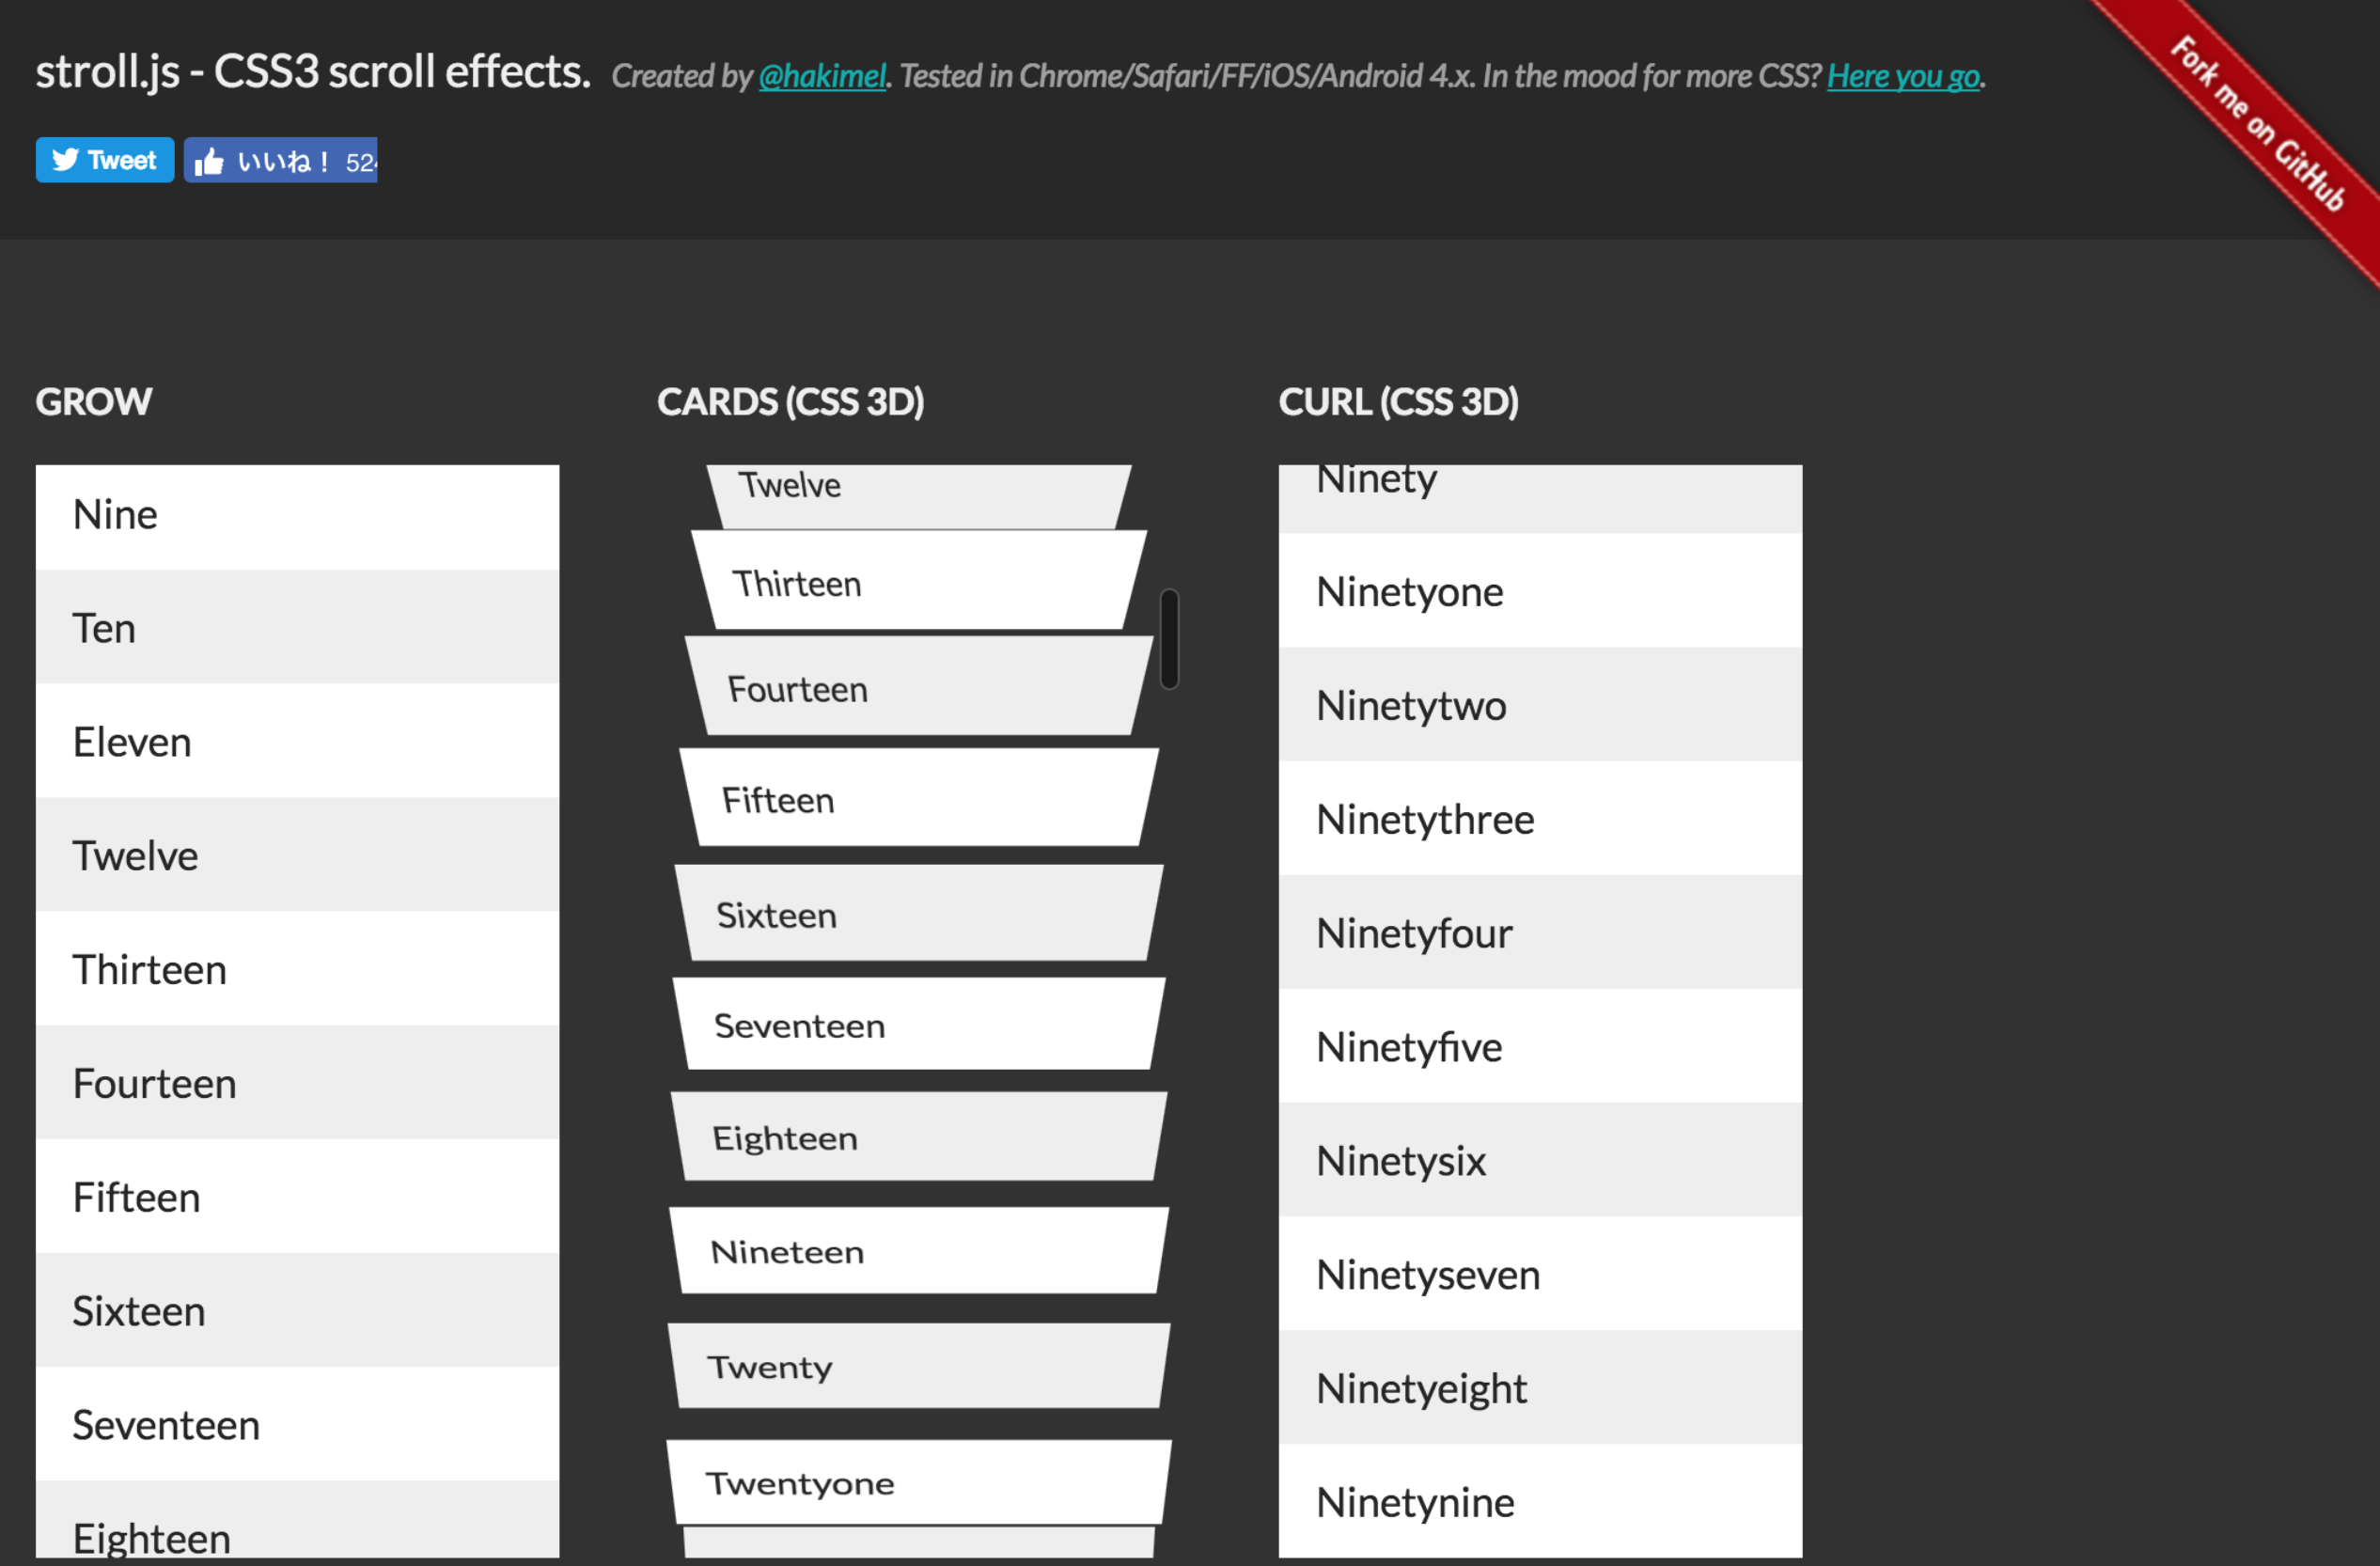 stroll.js - CSS3 scroll effects. Created by @hakimel. Tested in Chrome/Safari/FF/iOS/Android 4.x. In the mood for more CSS? Here you go.
Fork me on GitHub
Tweet
いいね！ 52
GROW
Nine
Ten
Eleven
Twelve
Thirteen
Fourteen
Fifteen
Sixteen
Seventeen
Eighteen
CARDS (CSS 3D)
Twelve
Thirteen
Fourteen
Fifteen
Sixteen
Seventeen
Eighteen
Nineteen
Twenty
Twentyone
CURL (CSS 3D)
Ninety
Ninetyone
Ninetytwo
Ninetythree
Ninetyfour
Ninetyfive
Ninetysix
Ninetyseven
Ninetyeight
Ninetynine